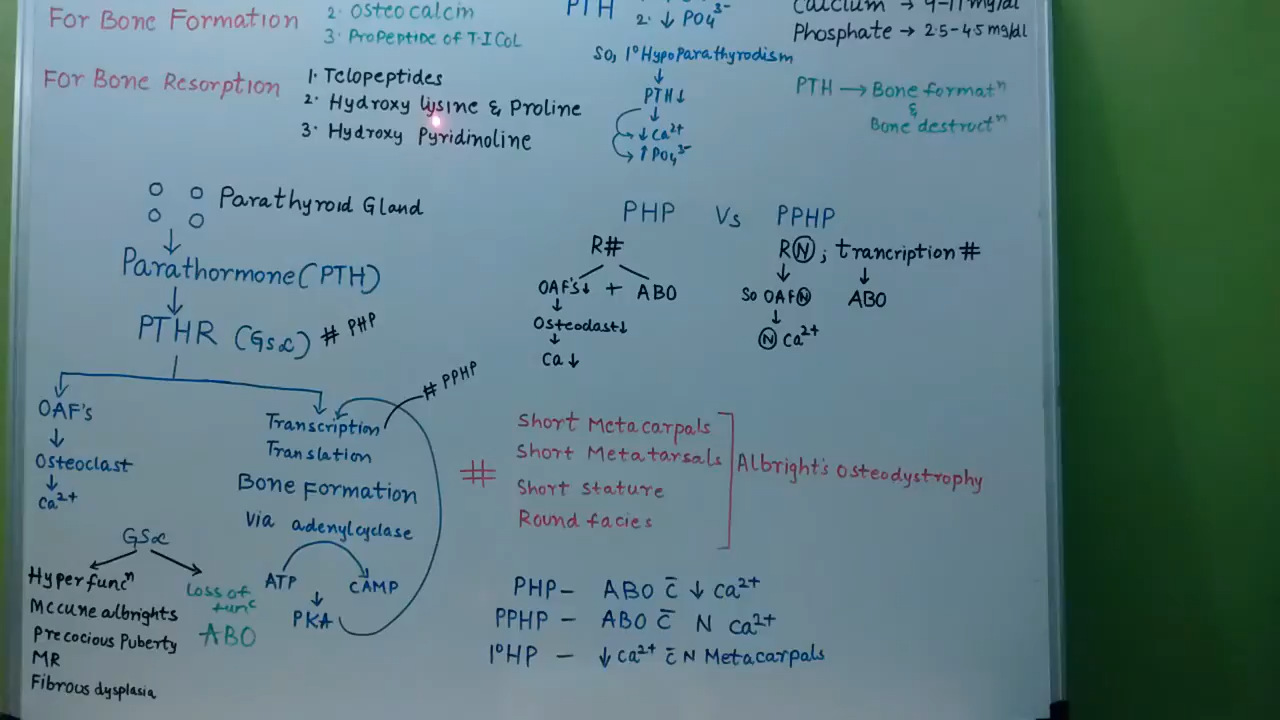 For Bone Formation
2. Osteocalcin
3. Propeptide of T.I Col
For Bone Resorption
1. Telopeptides
2. Hydroxy lysine & Proline
3. Hydroxy Pyridinoline
PTH
2. ↓ PO4 3-
So, 1° Hypoparathyrodism
↓
PTH↓
↓
↓ Ca2+
↑ PO4 3-
Calcium → 9-11 mg/dl
Phosphate → 2.5-4.5 mg/dl
PTH → Bone formatn
&
Bone destructn
Parathyroid Gland
↓
Parathormone (PTH)
↓
PTHR (Gsα) # PHP
OAF's
↓
Osteoclast
↓
Ca2+
Transcription # PPHP
Translation
Bone Formation
via adenylcyclase
ATP cAMP
↓
PKA
GSα
Hyperfuncn
Mccune albrights
Precocious Puberty
MR
Fibrous dysplasia
Loss of
func
ABO
PHP Vs PPHP
R#
OAF's↓ + ABO
↓
Osteoclast↓
↓
Ca ↓
R Ⓝ ; trancription #
↓ ↓
So OAF Ⓝ ABO
↓
Ⓝ Ca2+
#
Short Metacarpals
Short Metatarsals
Short stature
Round facies
Albright's osteodystrophy
PHP – ABO c̄ ↓ Ca2+
PPHP – ABO c̄ N Ca2+
1°HP – ↓ Ca2+ c̄ N Metacarpals